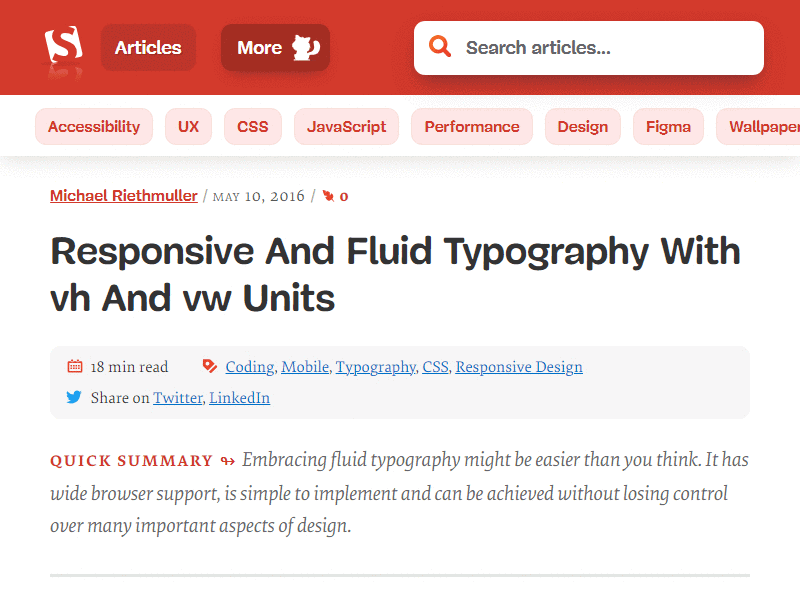 Articles More Search articles...
Accessibility UX CSS JavaScript Performance Design Figma Wallpaper
Michael Riethmuller / MAY 10, 2016 / 0
Responsive And Fluid Typography With
vh And vw Units
18 min read Coding, Mobile, Typography, CSS, Responsive Design
Share on Twitter, LinkedIn
QUICK SUMMARY ↬ Embracing fluid typography might be easier than you think. It has
wide browser support, is simple to implement and can be achieved without losing control
over many important aspects of design.